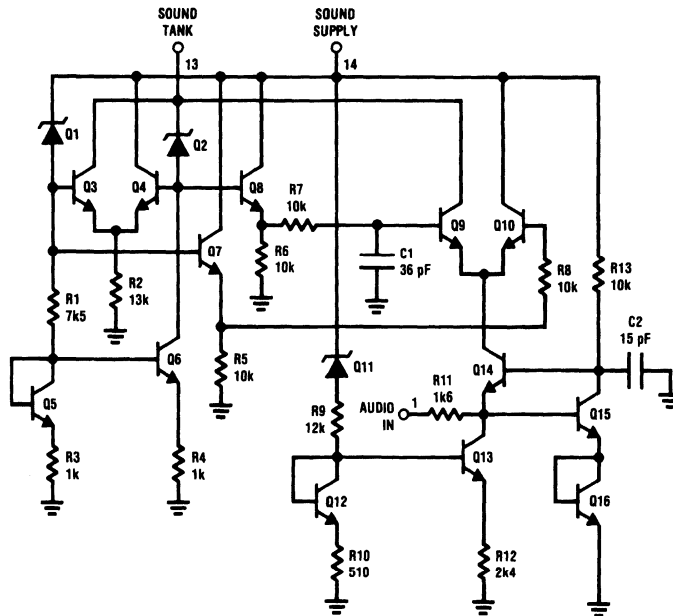 SOUND
TANK
13
SOUND
SUPPLY
14
Q1
Q2
Q3
Q4
Q8
R7
10k
Q9
Q10
Q7
R6
10k
C1
36 pF
R8
10k
R13
10k
R2
13k
R1
7k5
Q6
R5
10k
Q11
Q14
C2
15 pF
Q5
R9
12k
AUDIO
IN
1
R11
1k6
Q15
R3
1k
R4
1k
Q12
Q13
Q16
R10
510
R12
2k4